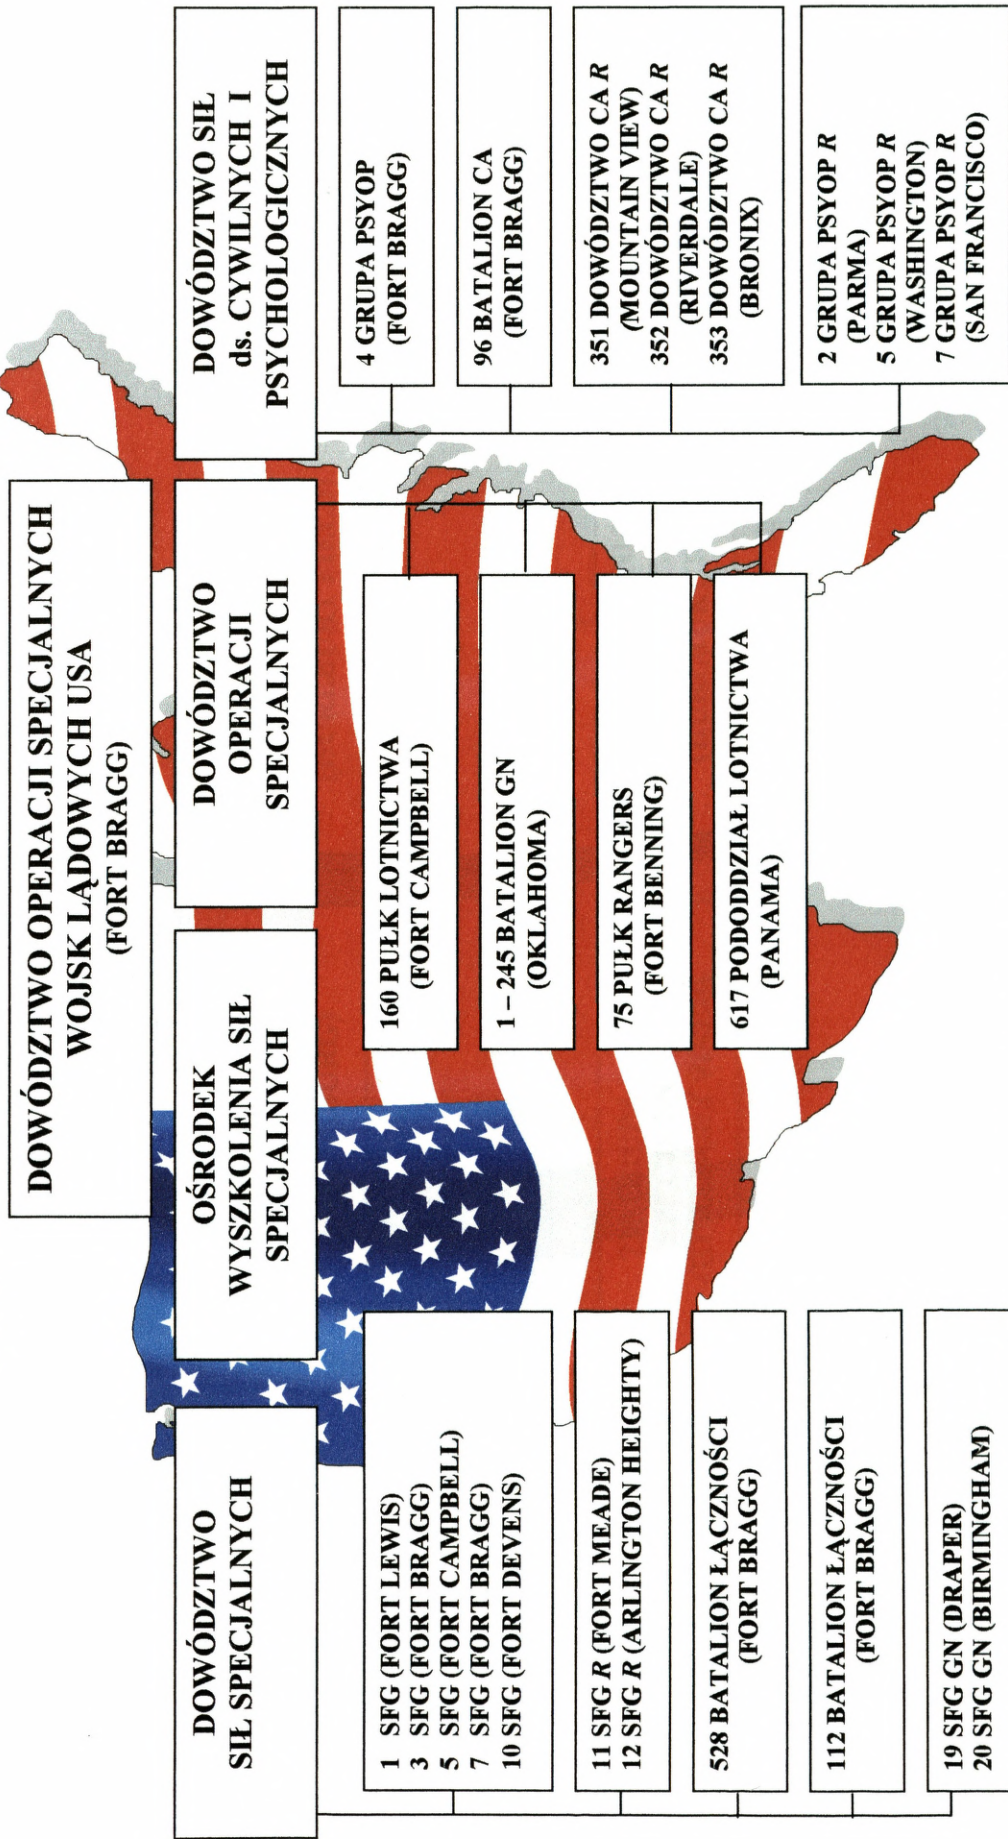 DOWÓDZTWO OPERACJI SPECJALNYCH
WOJSK LĄDOWYCH USA
(FORT BRAGG)
DOWÓDZTWO
SIŁ SPECJALNYCH
OŚRODEK
WYSZKOLENIA SIŁ
SPECJALNYCH
DOWÓDZTWO
OPERACJI
SPECJALNYCH
DOWÓDZTWO SIŁ
ds. CYWILNYCH I
PSYCHOLOGICZNYCH
1 SFG (FORT LEWIS)
3 SFG (FORT BRAGG)
5 SFG (FORT CAMPBELL)
7 SFG (FORT BRAGG)
10 SFG (FORT DEVENS)
11 SFG R (FORT MEADE)
12 SFG R (ARLINGTON HEIGHTY)
528 BATALION ŁĄCZNOŚCI
(FORT BRAGG)
112 BATALION ŁĄCZNOŚCI
(FORT BRAGG)
19 SFG GN (DRAPER)
20 SFG GN (BIRMINGHAM)
160 PUŁK LOTNICTWA
(FORT CAMPBELL)
1 – 245 BATALION GN
(OKLAHOMA)
75 PUŁK RANGERS
(FORT BENNING)
617 PODODDZIAŁ LOTNICTWA
(PANAMA)
4 GRUPA PSYOP
(FORT BRAGG)
96 BATALION CA
(FORT BRAGG)
351 DOWÓDZTWO CA R
(MOUNTAIN VIEW)
352 DOWÓDZTWO CA R
(RIVERDALE)
353 DOWÓDZTWO CA R
(BRONIX)
2 GRUPA PSYOP R
(PARMA)
5 GRUPA PSYOP R
(WASHINGTON)
7 GRUPA PSYOP R
(SAN FRANCISCO)